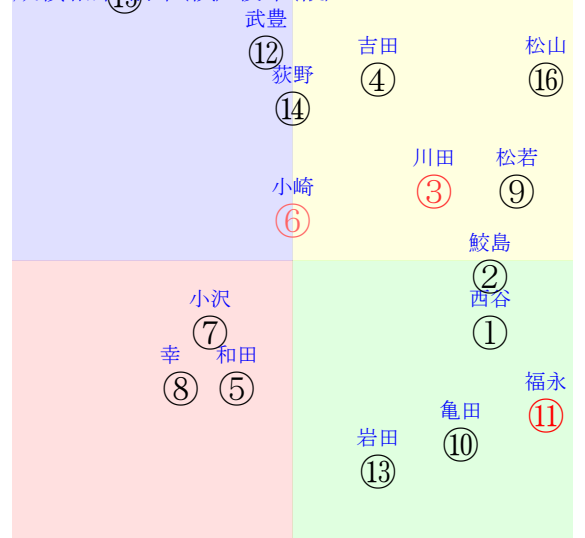 ⑮
武豊
⑫
吉田
④
松山
⑯
荻野
⑭
川田
③
松若
⑨
小崎
⑥
鮫島
②
小沢
⑦
西谷
①
幸
⑧
和田
⑤
福永
⑪
亀田
⑩
岩田
⑬